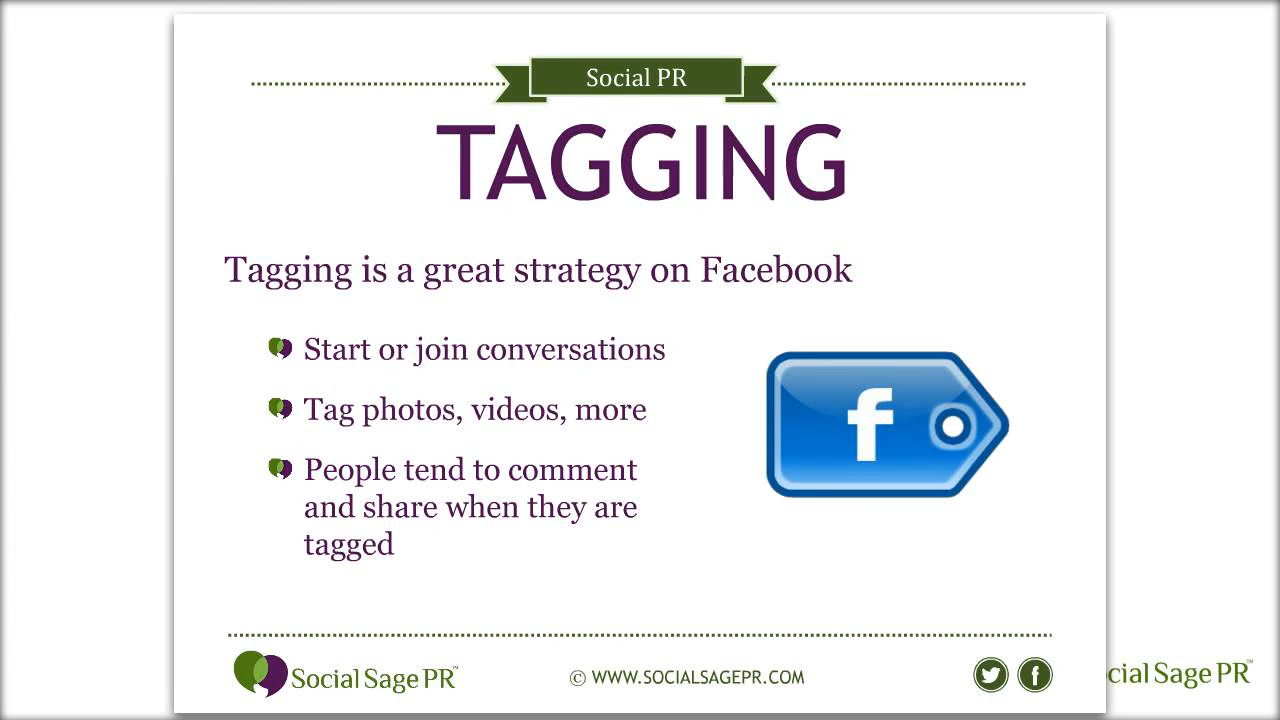 Social PR
TAGGING
Tagging is a great strategy on Facebook
Start or join conversations
Tag photos, videos, more
f
People tend to comment
and share when they are
tagged
Social Sage PR™
© WWW.SOCIALSAGEPR.COM
f
cial Sage PR™